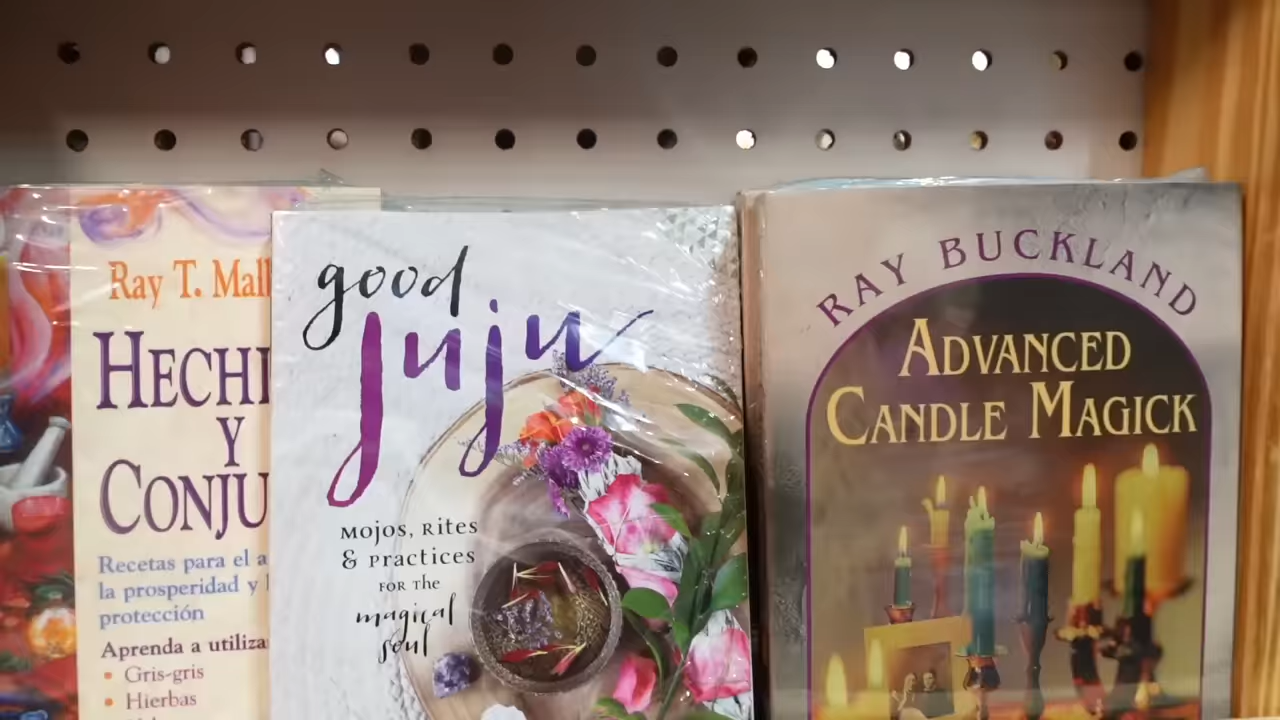 Ray T. Mall
HECHI
Y
CONJU
Recetas para el a
la prosperidad y
protección
Aprenda a utiliza
• Gris-gris
• Hierbas
good
juju
MOJOS, RITES
& PRACTICES
FOR THE
magical
soul
RAY BUCKLAND
ADVANCED
CANDLE MAGICK